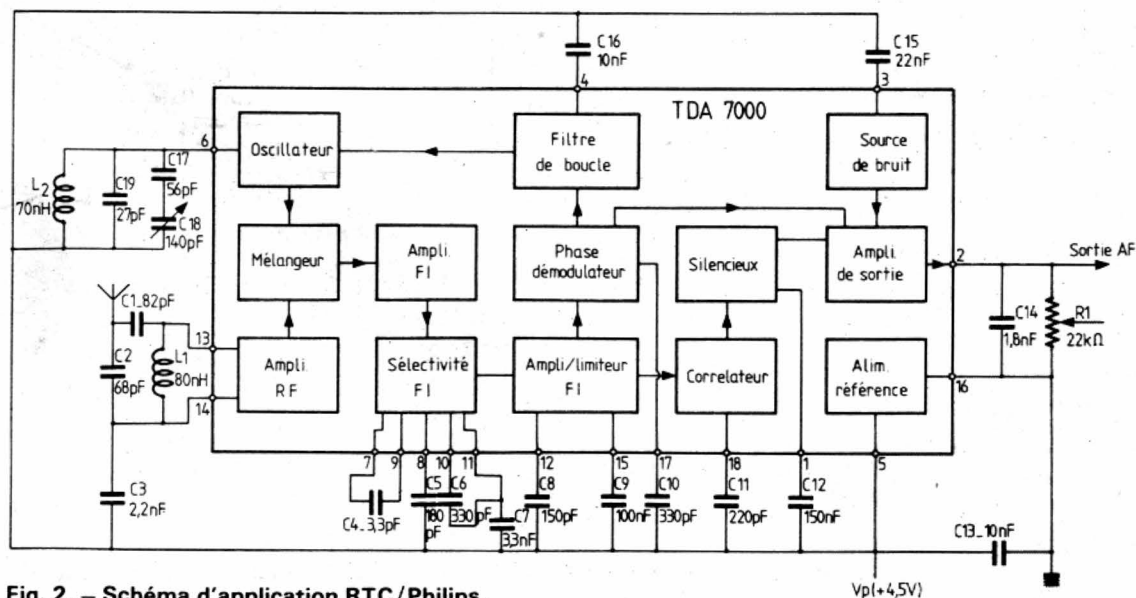 C16
10nF
C15
22nF
4
3
TDA 7000
6
Oscillateur
Filtre
de boucle
Source
de bruit
L2
70nH
C19
27pF
C17
56pF
C18
140pF
Mélangeur
Ampli.
FI
Phase
démodulateur
Silencieux
Ampli.
de sortie
2
Sortie AF
C1_82pF
13
C2
68pF
L1
80nH
14
Ampli.
RF
Sélectivité
FI
Ampli/limiteur
FI
Correlateur
Alim.
référence
C14
1,8nF
R1
22kΩ
16
7
9
8
10
11
12
15
17
18
1
5
C3
2,2nF
C4_3,3pF
C5
180
pF
C6
330pF
C7
3,3nF
C8
150pF
C9
100nF
C10
330pF
C11
220pF
C12
150nF
C13_10nF
Vp(+4,5V)
Fig. 2. – Schéma d'application RTC/Philips.